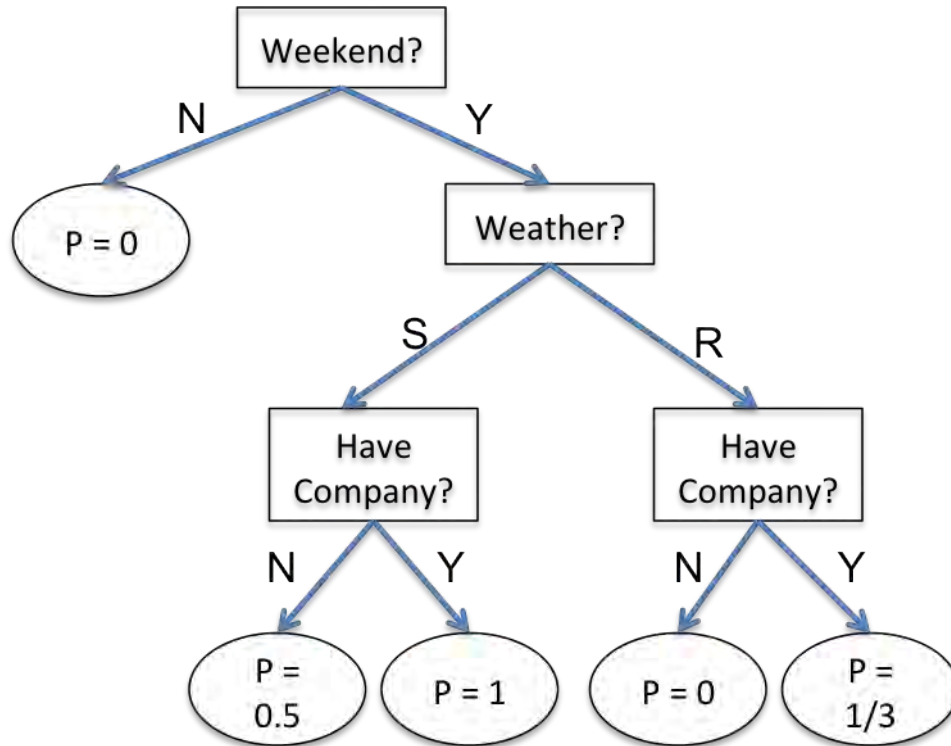 Weekend?
N
Y
P = 0
Weather?
S
R
Have
Company?
Have
Company?
N
Y
N
Y
P =
0.5
P = 1
P = 0
P =
1/3